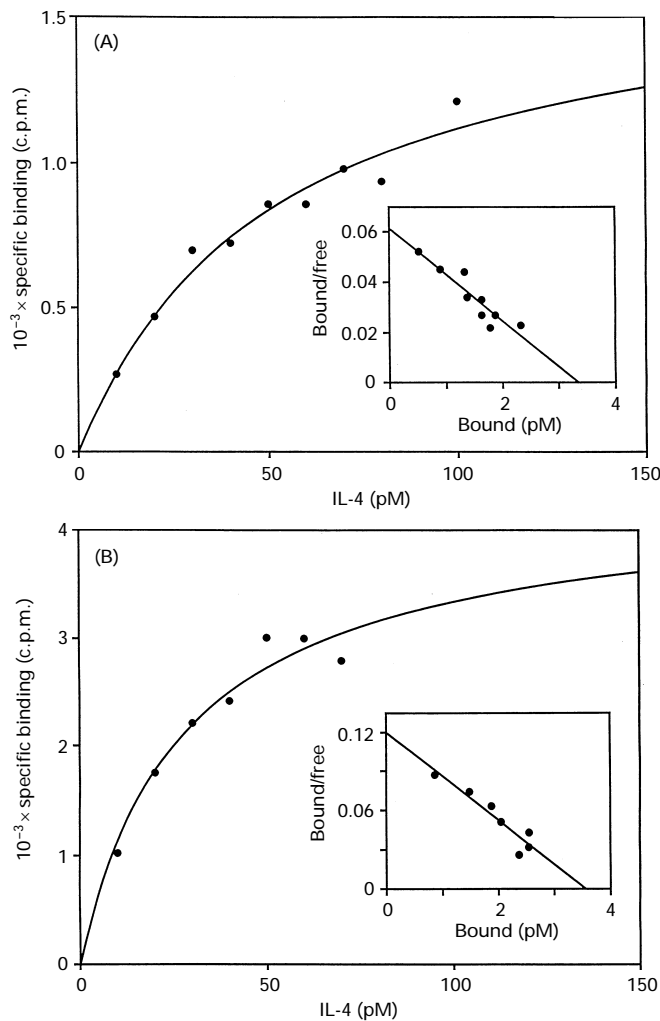 (A)
1.5
1.0
0.5
0
10⁻³ × specific binding (c.p.m.)
0 50 100 150
IL-4 (pM)
0.06
0.04
0.02
0
Bound/free
0 2 4
Bound (pM)
(B)
4
3
2
1
0
10⁻³ × specific binding (c.p.m.)
0 50 100 150
IL-4 (pM)
0.12
0.06
0
Bound/free
0 2 4
Bound (pM)